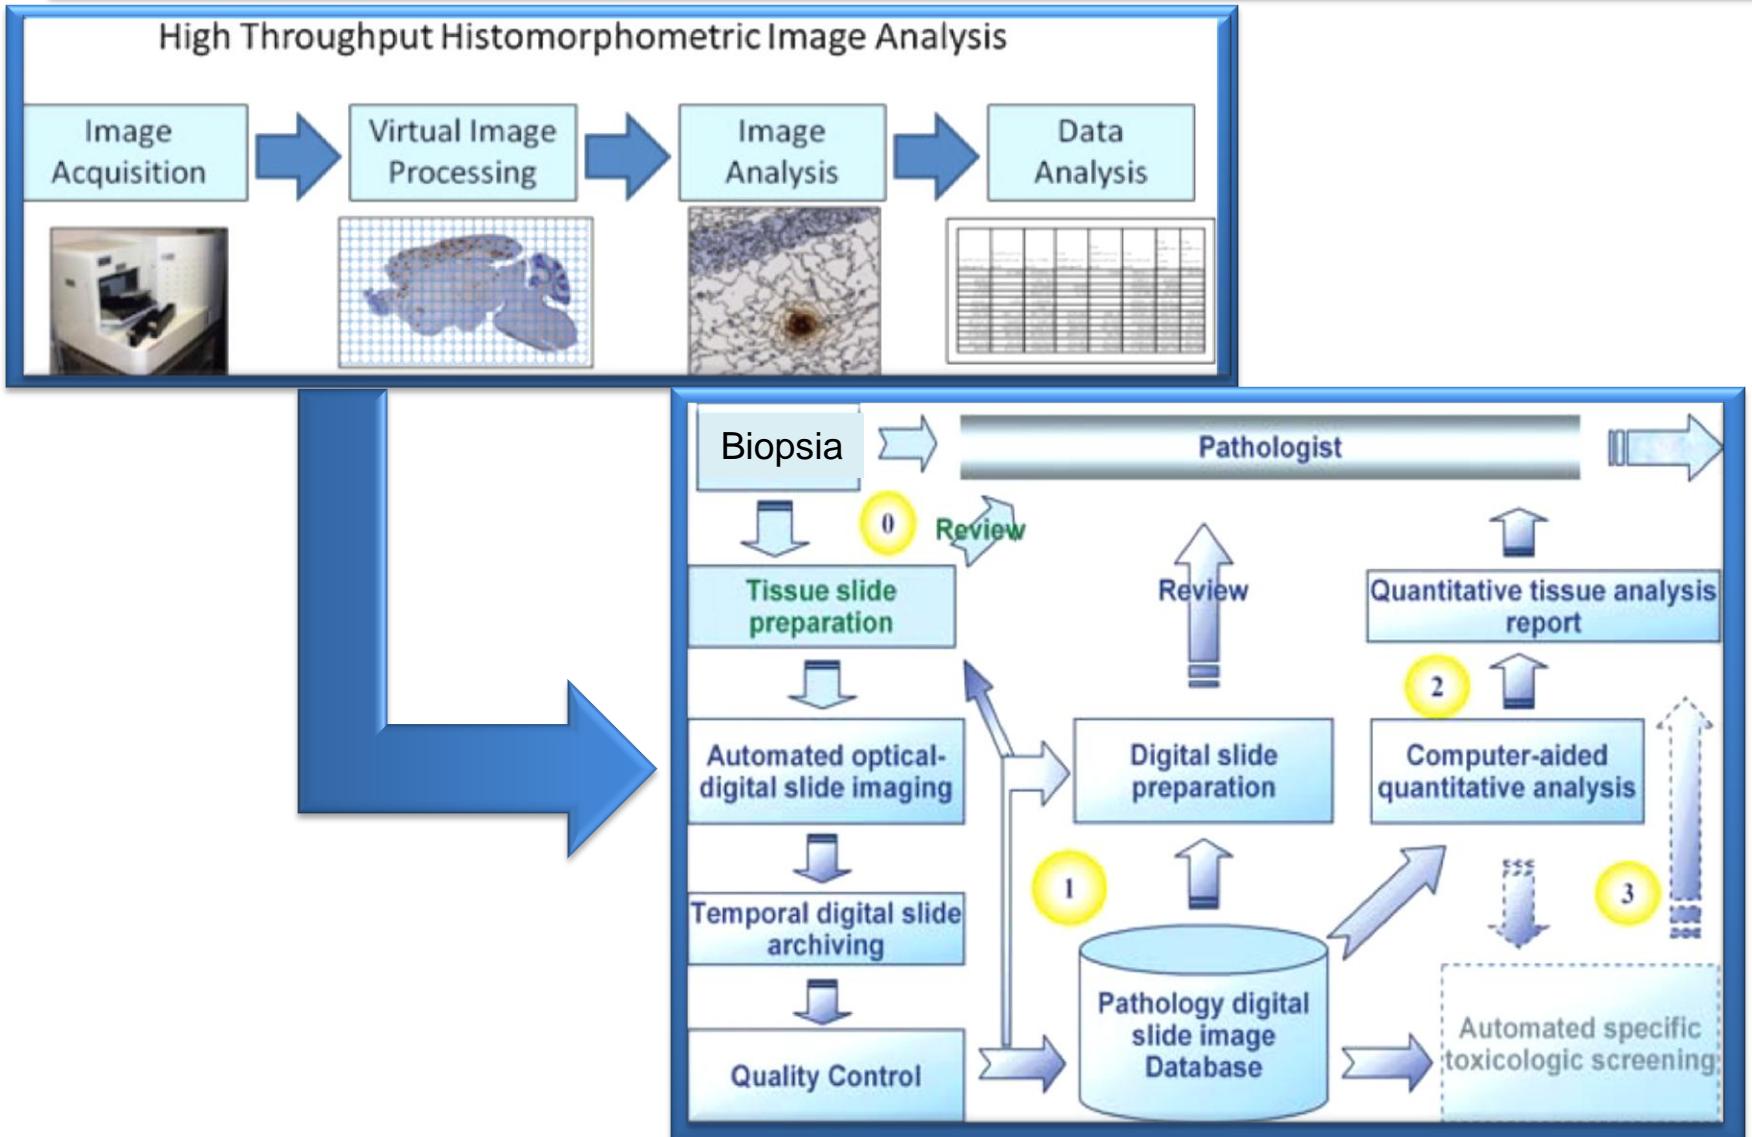 High Throughput Histomorphometric Image Analysis
Image
Acquisition
Virtual Image
Processing
Image
Analysis
Data
Analysis
Biopsia
Pathologist
0
Review
Tissue slide
preparation
Review
Quantitative tissue analysis
report
2
Automated optical-
digital slide imaging
Digital slide
preparation
Computer-aided
quantitative analysis
1
3
Temporal digital slide
archiving
Pathology digital
slide image
Database
Quality Control
Automated specific
toxicologic screening